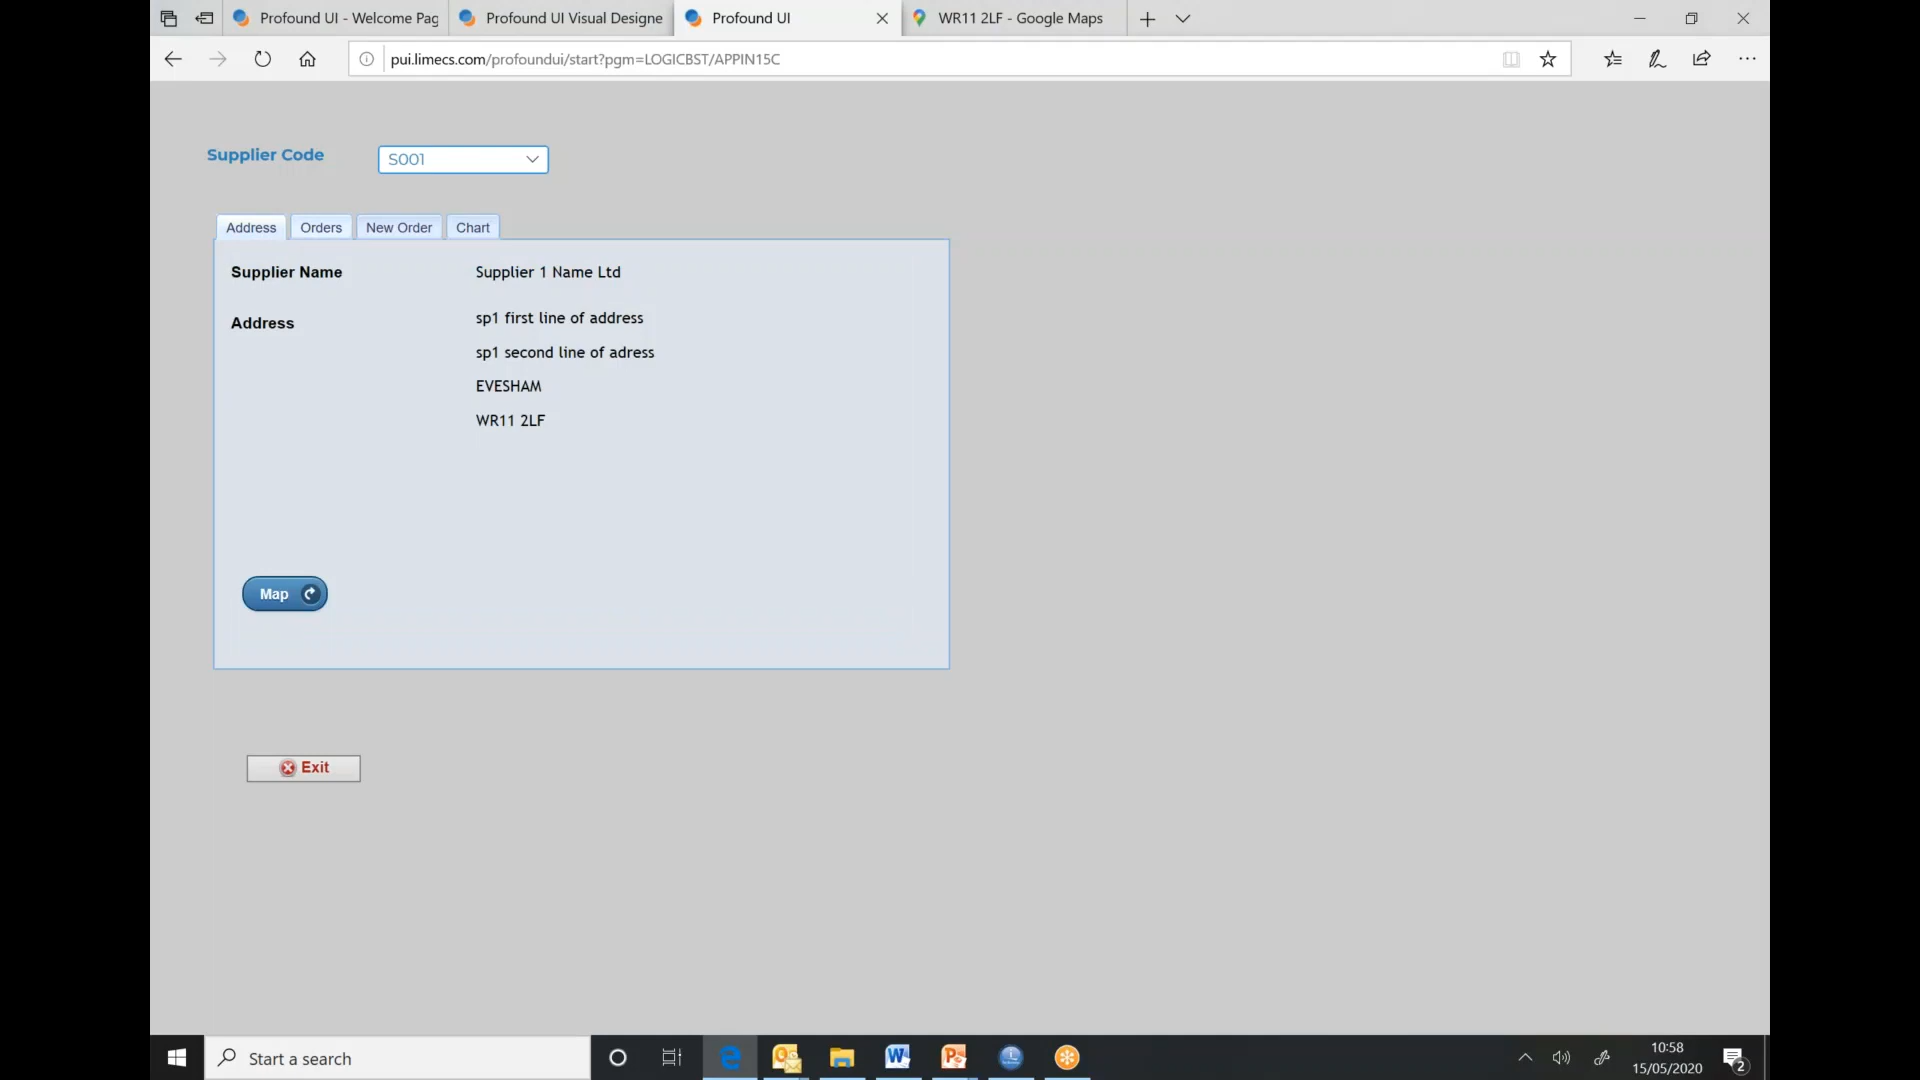 Profound UI - Welcome Pag
Profound UI Visual Designe
Profound UI
WR11 2LF - Google Maps
pui.limecs.com/profoundui/start?pgm=LOGICBST/APPIN15C
Supplier Code
S001
Address
Orders
New Order
Chart
Supplier Name
Supplier 1 Name Ltd
Address
sp1 first line of address
sp1 second line of adress
EVESHAM
WR11 2LF
Map
Exit
Start a search
10:58
15/05/2020
2